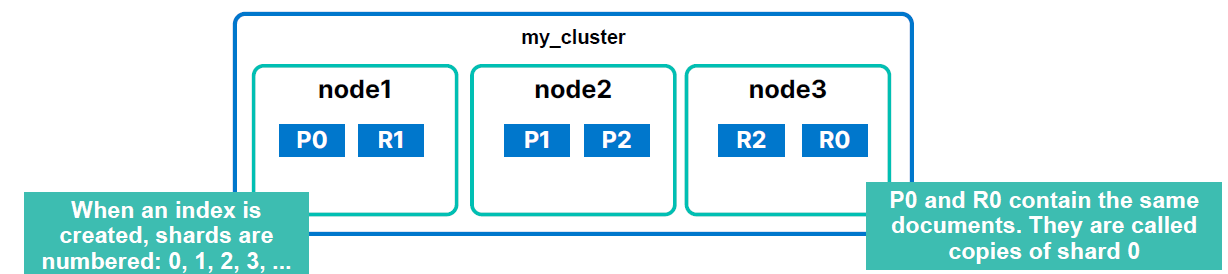 my_cluster
node1
node2
node3
P0 R1
P1 P2
R2 R0
When an index is
created, shards are
numbered: 0, 1, 2, 3, ...
P0 and R0 contain the same
documents. They are called
copies of shard 0